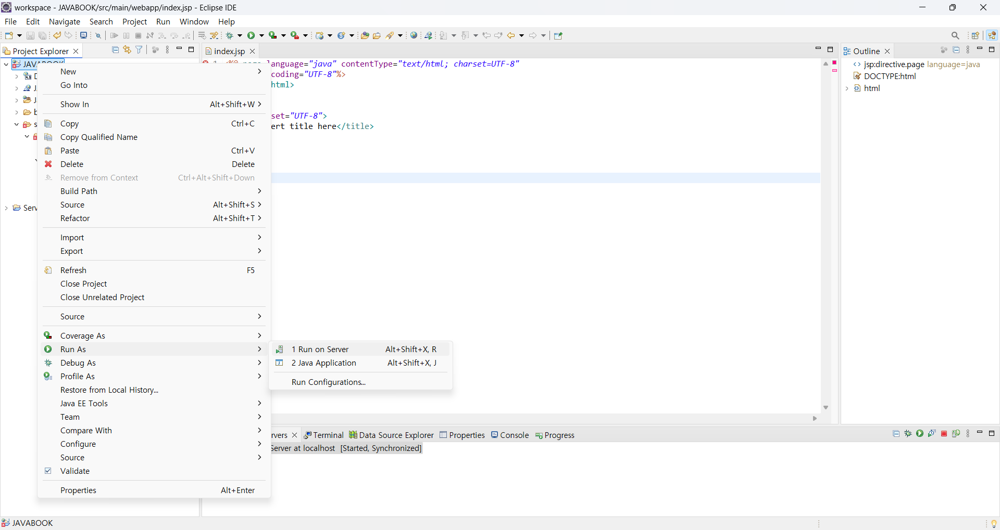 workspace - JAVABOOK/src/main/webapp/index.jsp - Eclipse IDE
File Edit Navigate Search Project Run Window Help
Project Explorer
index.jsp
Outline
1
language="java" contentType="text/html; charset=UTF-8"
coding="UTF-8"%>
html>
set="UTF-8">
ert title here</title>
Serv
New
Go Into
Show In Alt+Shift+W
Copy Ctrl+C
Copy Qualified Name
Paste Ctrl+V
Delete Delete
Remove from Context Ctrl+Alt+Shift+Down
Build Path
Source Alt+Shift+S
Refactor Alt+Shift+T
Import
Export
Refresh F5
Close Project
Close Unrelated Project
Source
Coverage As
Run As
Debug As
Profile As
Restore from Local History...
Java EE Tools
Team
Compare With
Configure
Source
Validate
Properties Alt+Enter
1 Run on Server Alt+Shift+X, R
2 Java Application Alt+Shift+X, J
Run Configurations...
jsp:directive.page language=java
DOCTYPE:html
<> html
rvers Terminal Data Source Explorer Properties Console Progress
Server at localhost [Started, Synchronized]
JAVABOOK